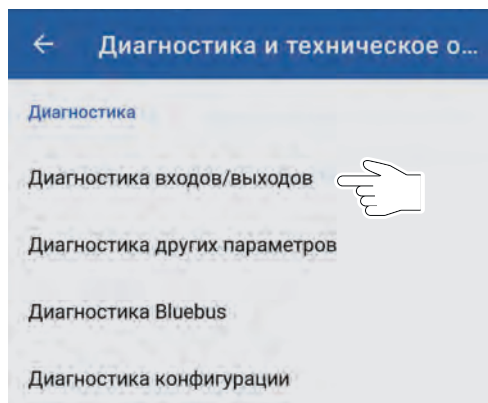 ← Диагностика и техническое о...
Диагностика
Диагностика входов/выходов
Диагностика других параметров
Диагностика Bluebus
Диагностика конфигурации